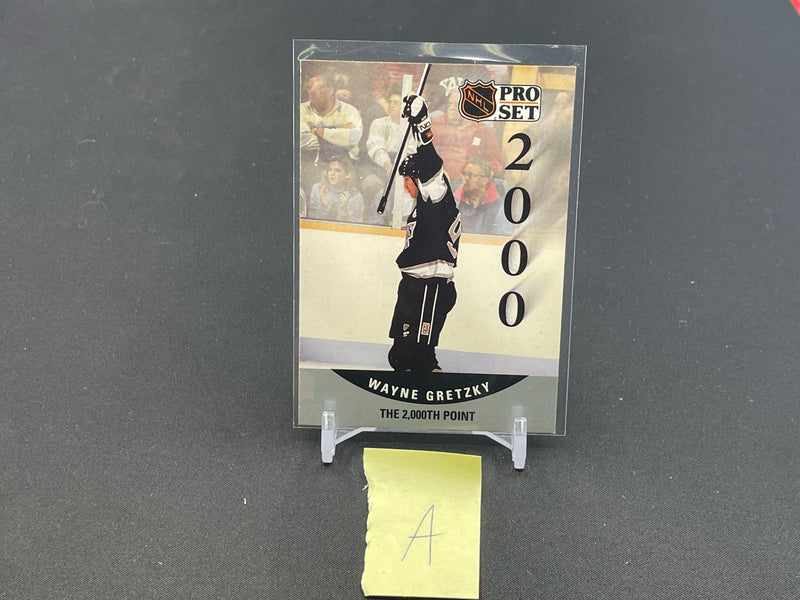 NHL
PRO
SET
2
0
0
0
WAYNE GRETZKY
THE 2,000TH POINT
A